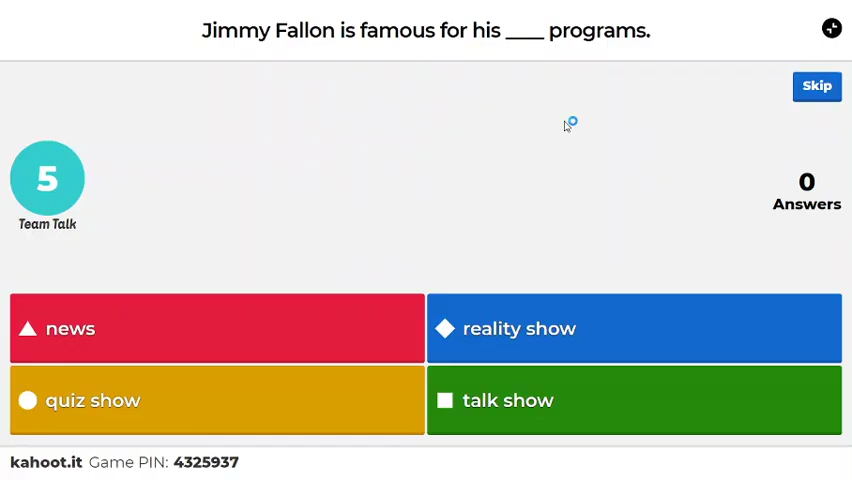 Jimmy Fallon is famous for his ____ programs.
Skip
5
Team Talk
0
Answers
news
reality show
quiz show
talk show
kahoot.it Game PIN: 4325937